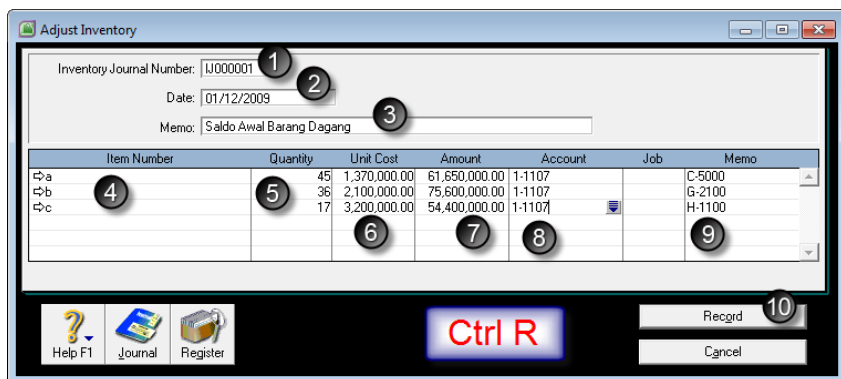 Adjust Inventory
Inventory Journal Number: IJ000001 1
Date: 01/12/2009 2
Memo: Saldo Awal Barang Dagang 3
Item Number Quantity Unit Cost Amount Account Job Memo
a 45 1,370,000.00 61,650,000.00 1-1107 C-5000
b 36 2,100,000.00 75,600,000.00 1-1107 G-2100
c 17 3,200,000.00 54,400,000.00 1-1107 H-1100
4 5 6 7 8 9
Help F1 Journal Register
Ctrl R
Record 10
Cancel